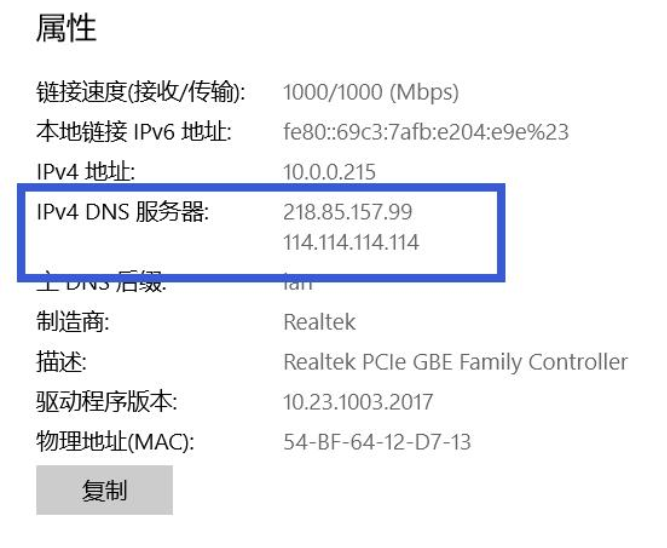 属性
链接速度(接收/传输): 1000/1000 (Mbps)
本地链接 IPv6 地址: fe80::69c3:7afb:e204:e9e%23
IPv4 地址: 10.0.0.215
IPv4 DNS 服务器: 218.85.157.99
114.114.114.114
主 DNS 后缀: lan
制造商: Realtek
描述: Realtek PCIe GBE Family Controller
驱动程序版本: 10.23.1003.2017
物理地址(MAC): 54-BF-64-12-D7-13
复制